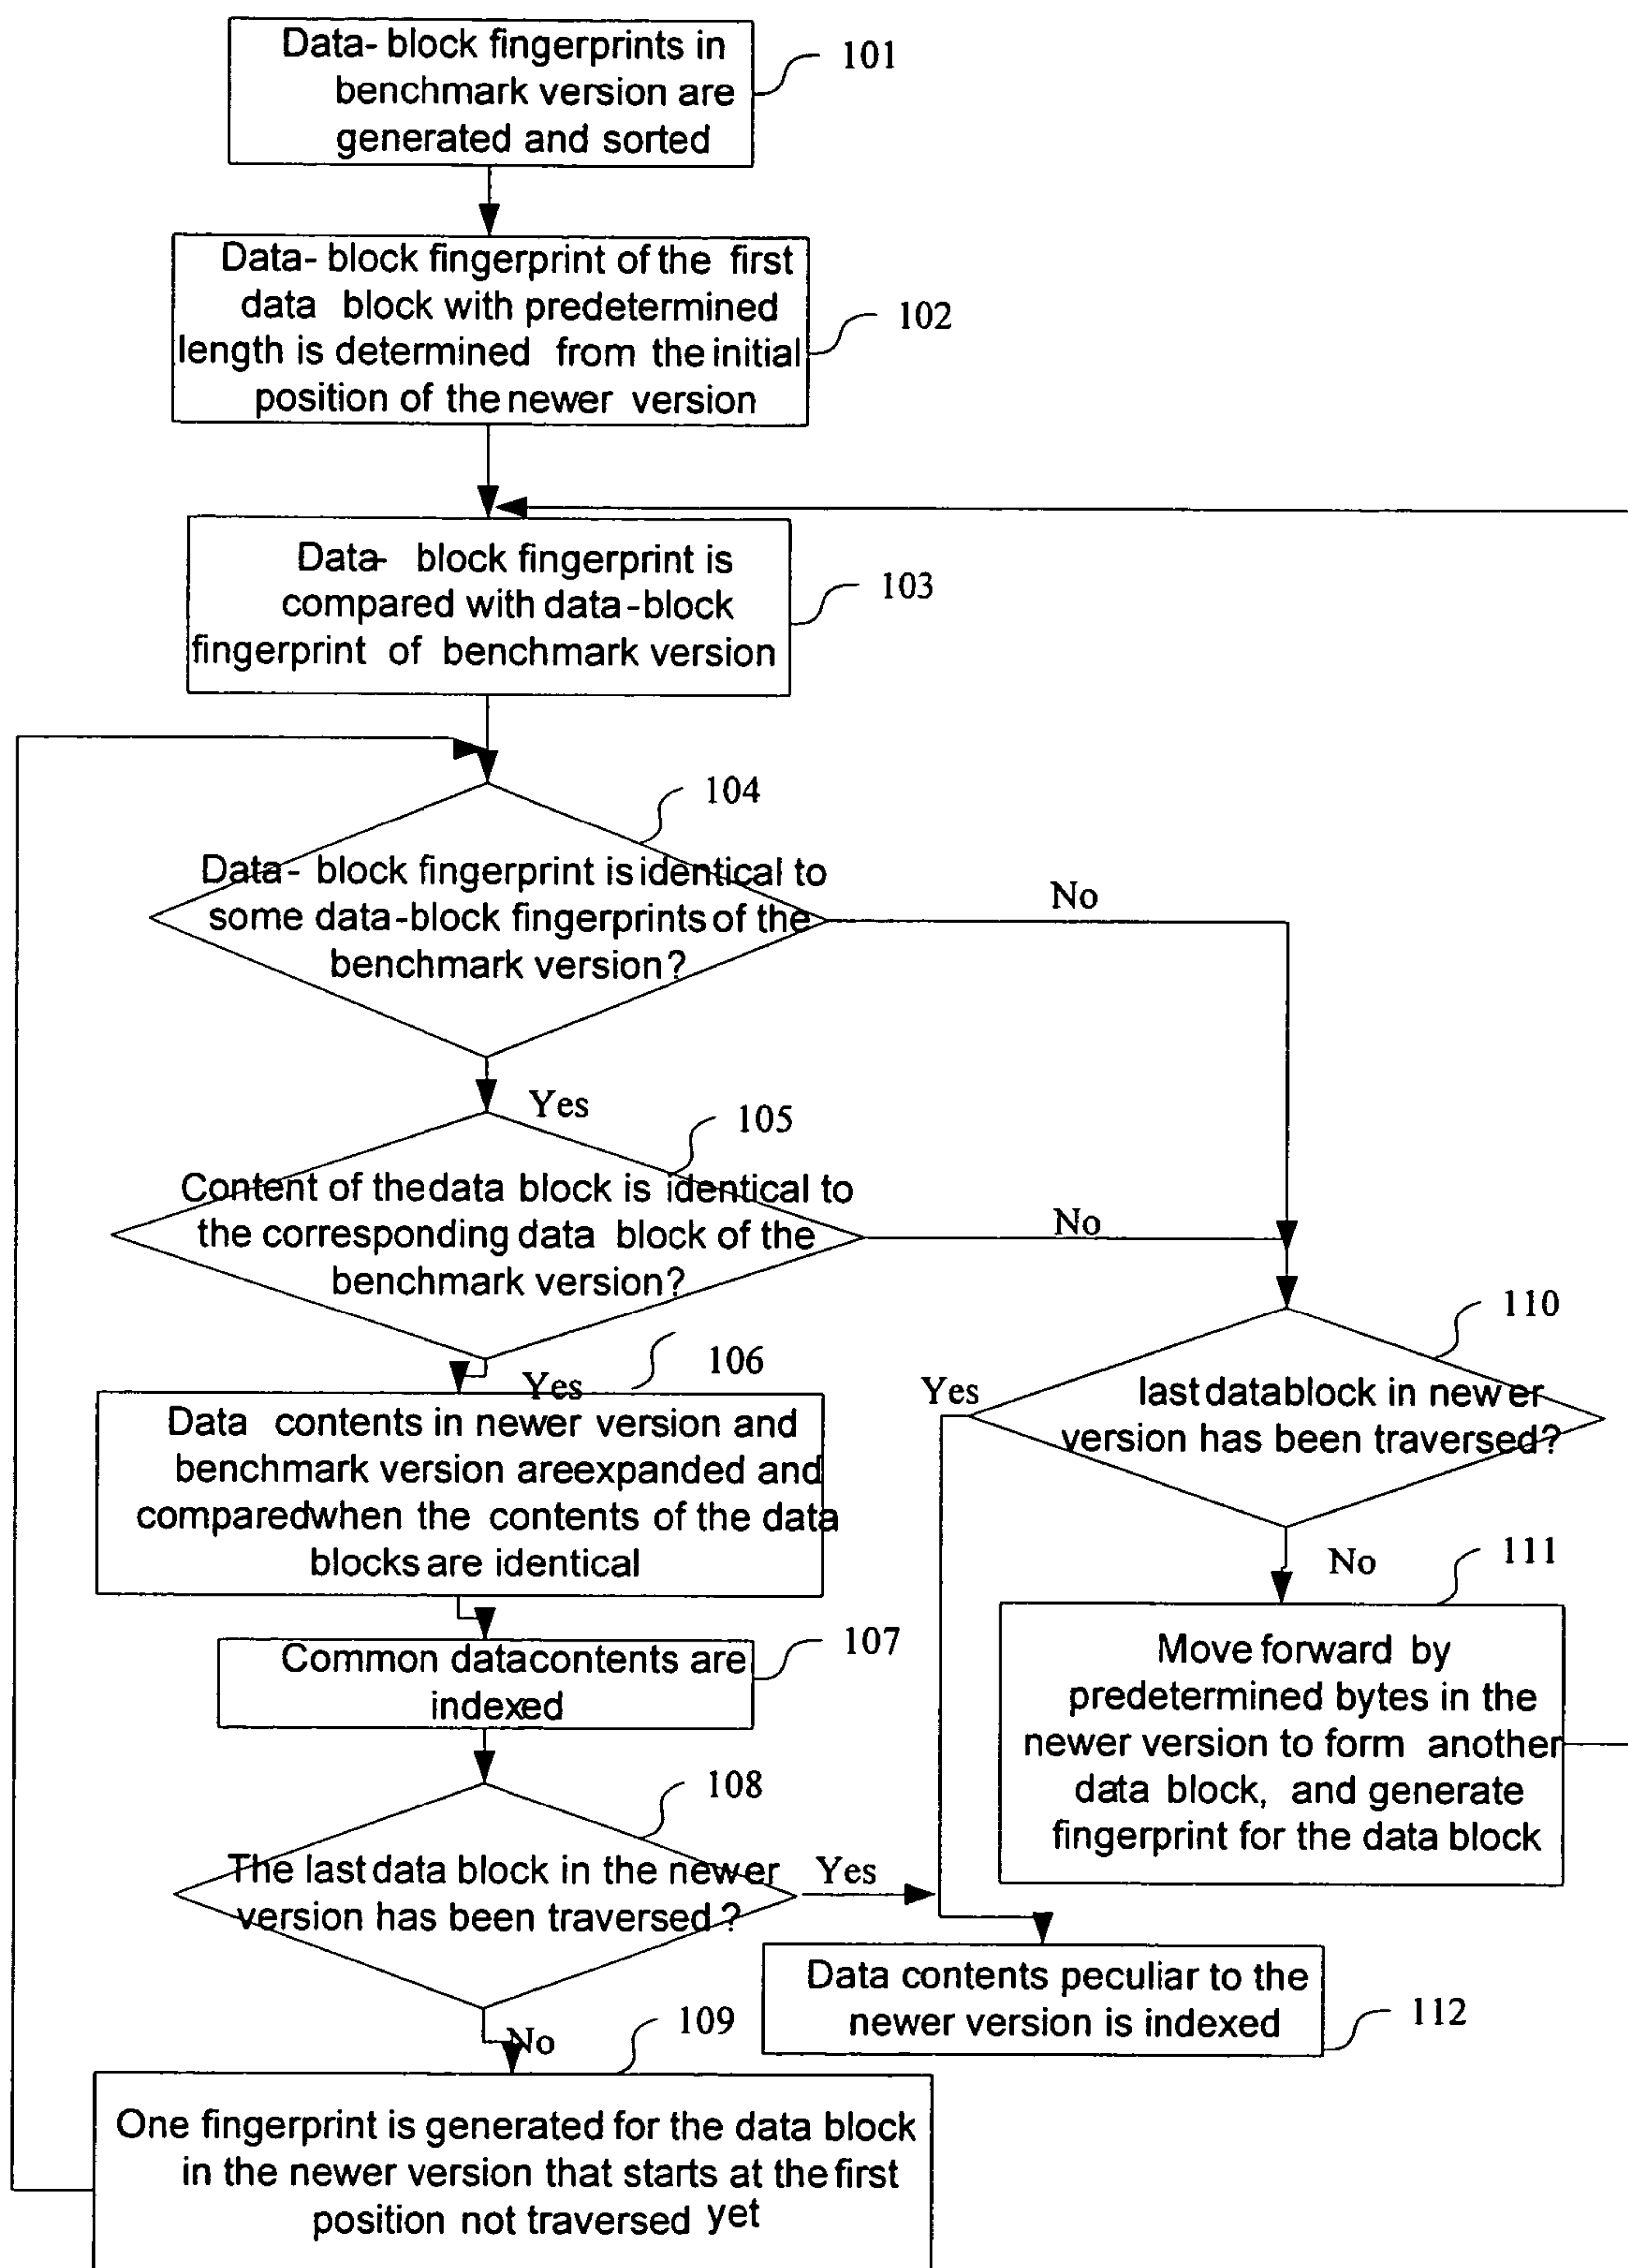 Data- block fingerprints in
benchmark version are
generated and sorted
101
Data- block fingerprint of the first
data block with predetermined
length is determined from the initial
position of the newer version
102
Data- block fingerprint is
compared with data-block
fingerprint of benchmark version
103
104
Data- block fingerprint is identical to
some data-block fingerprints of the
benchmark version?
No
Yes
105
Content of thedata block is identical to
the corresponding data block of the
benchmark version?
No
Yes
106
Data contents in newer version and
benchmark version areexpanded and
comparedwhen the contents of the data
blocks are identical
110
Yes
last datablock in newer
version has been traversed?
No
111
Move forward by
predetermined bytes in the
newer version to form another
data block, and generate
fingerprint for the data block
Common datacontents are
indexed
107
108
The last data block in the newer
version has been traversed?
Yes
No
Data contents peculiar to the
newer version is indexed
112
109
One fingerprint is generated for the data block
in the newer version that starts at the first
position not traversed yet